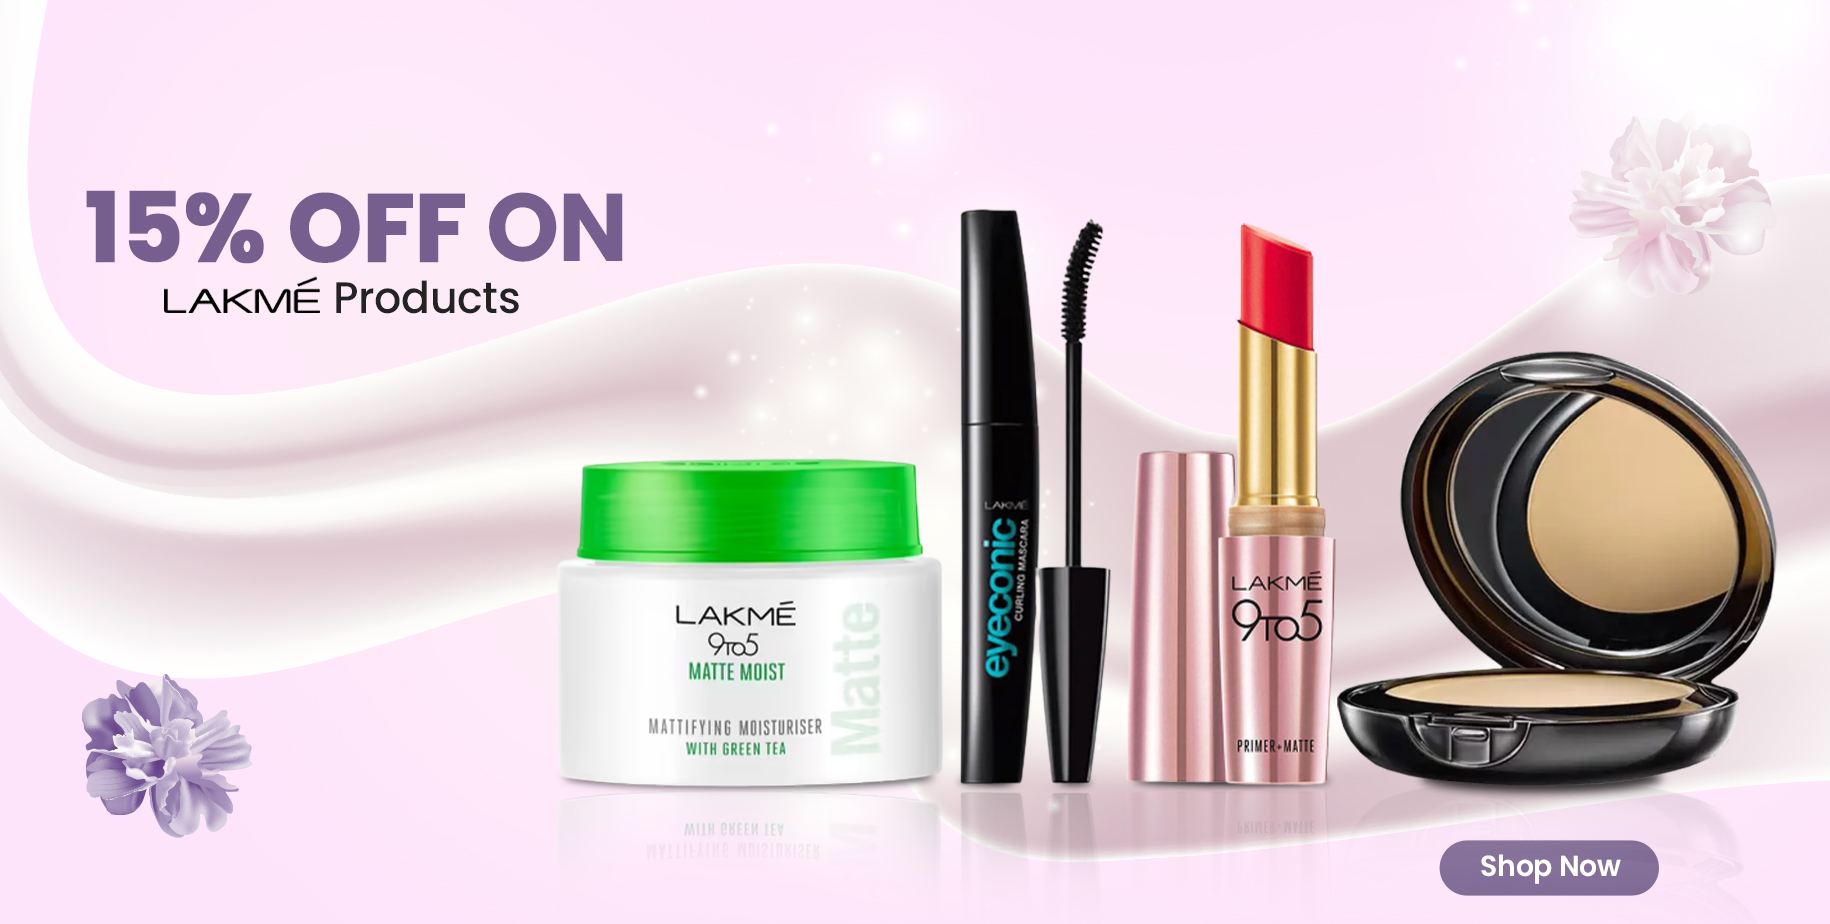 15% OFF ON
LAKMÉ Products
LAKMÉ
9TO5
MATTE MOIST
MATTIFYING MOISTURISER
WITH GREEN TEA
Matte
LAKMÉ
eyeconic
CURLING MASCARA
LAKMÉ
9TO5
PRIMER+MATTE
Shop Now